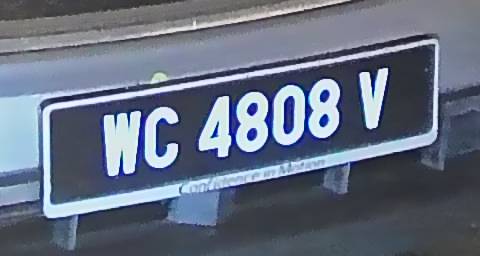 WC 4808 V
Confidence in Motion